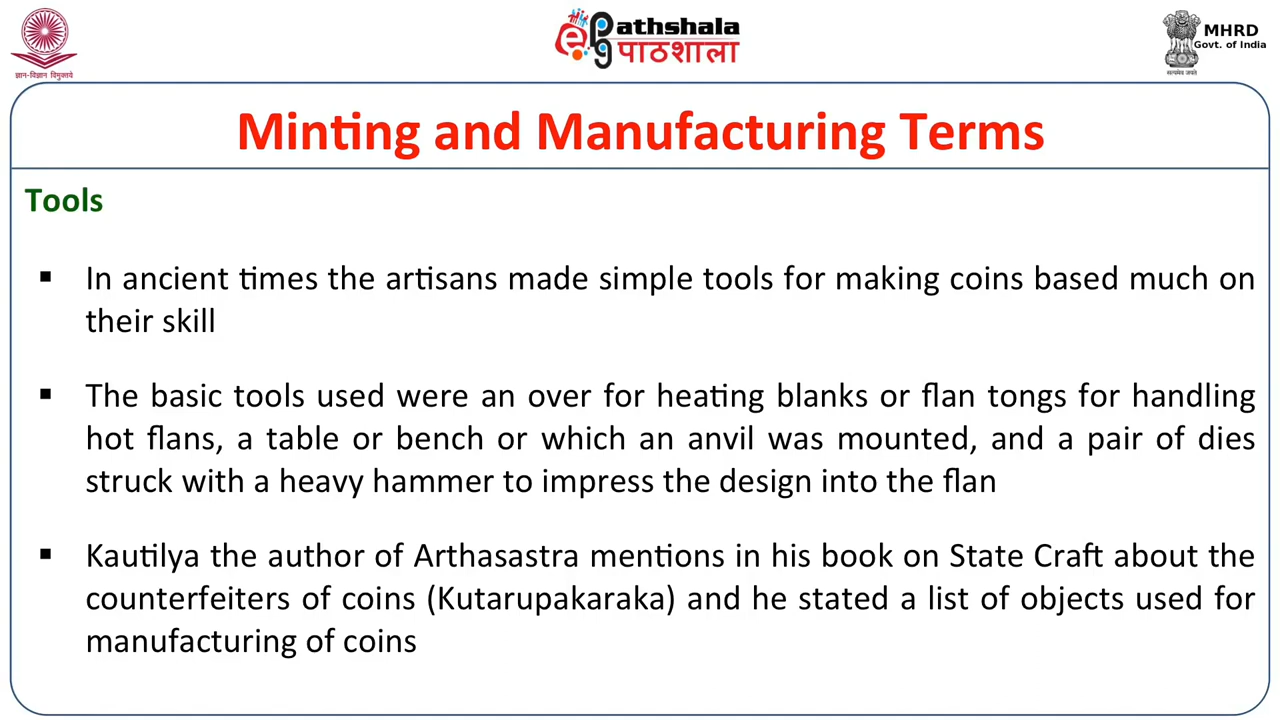 ज्ञान-विज्ञान विमुक्तये
ePg
athshala
पाठशाला
MHRD
Govt. of India
सत्यमेव जयते
Minting and Manufacturing Terms
Tools
▪ In ancient times the artisans made simple tools for making coins based much on
their skill
▪ The basic tools used were an over for heating blanks or flan tongs for handling
hot flans, a table or bench or which an anvil was mounted, and a pair of dies
struck with a heavy hammer to impress the design into the flan
▪ Kautilya the author of Arthasastra mentions in his book on State Craft about the
counterfeiters of coins (Kutarupakaraka) and he stated a list of objects used for
manufacturing of coins